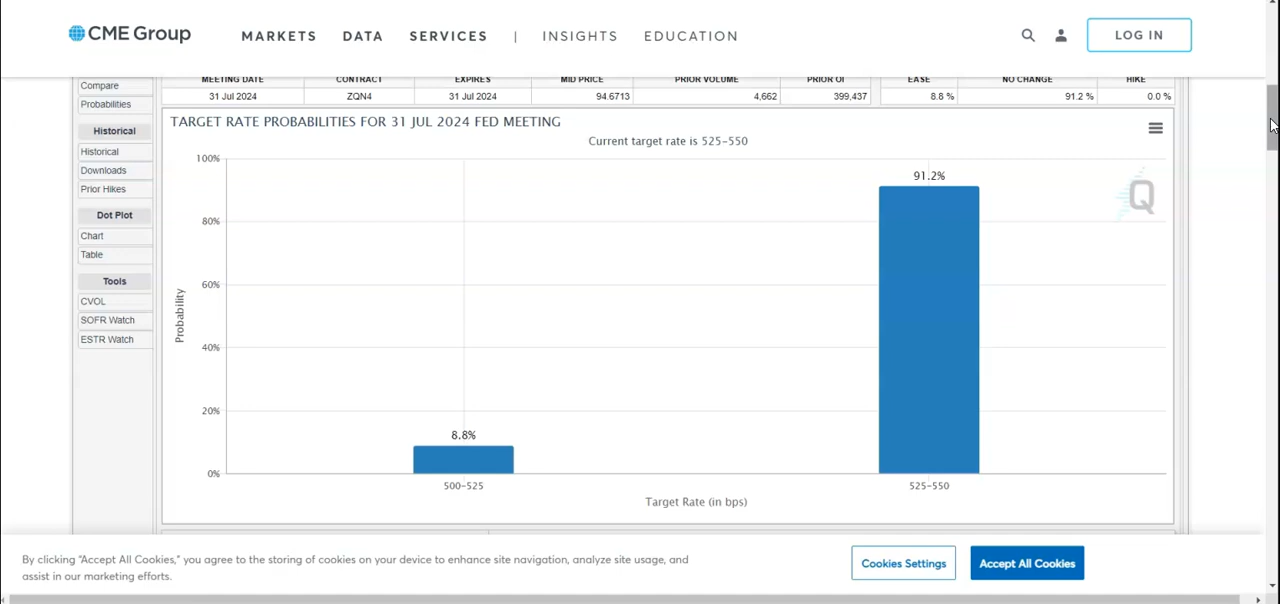 CME Group
MARKETS DATA SERVICES | INSIGHTS EDUCATION
LOG IN
Compare
Probabilities
Historical
Historical
Downloads
Prior Hikes
Dot Plot
Chart
Table
Tools
CVOL
SOFR Watch
ESTR Watch
MEETING DATE CONTRACT EXPIRES MID PRICE PRIOR VOLUME PRIOR OI EASE NO CHANGE HIKE
31 Jul 2024 ZQN4 31 Jul 2024 94.6713 4,662 399,437 8.8 % 91.2 % 0.0 %
TARGET RATE PROBABILITIES FOR 31 JUL 2024 FED MEETING
Current target rate is 525-550
100%
80%
60%
40%
20%
0%
Probability
8.8%
91.2%
Q
500-525 525-550
Target Rate (in bps)
By clicking "Accept All Cookies," you agree to the storing of cookies on your device to enhance site navigation, analyze site usage, and
assist in our marketing efforts.
Cookies Settings
Accept All Cookies